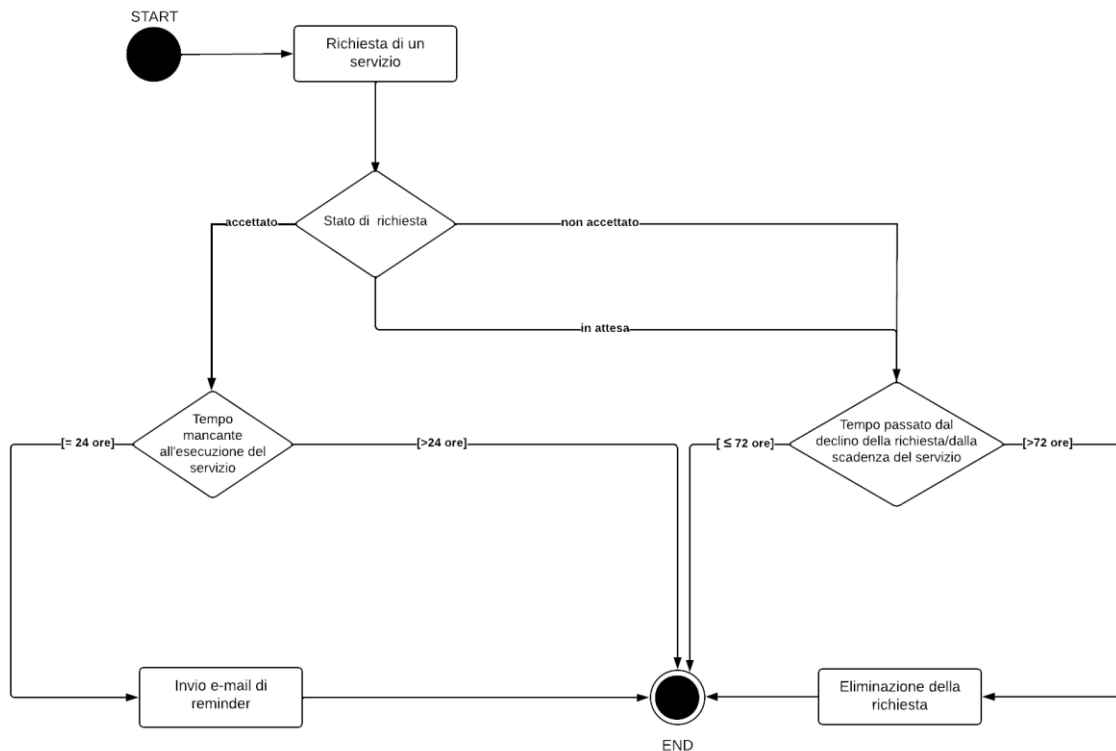 START
Richiesta di un
servizio
Stato di richiesta
accettato
non accettato
in attesa
Tempo
mancante
all'esecuzione del
servizio
[= 24 ore]
[>24 ore]
Tempo passato dal
declino della richiesta/dalla
scadenza del servizio
[ ≤ 72 ore]
[>72 ore]
Invio e-mail di
reminder
Eliminazione della
richiesta
END